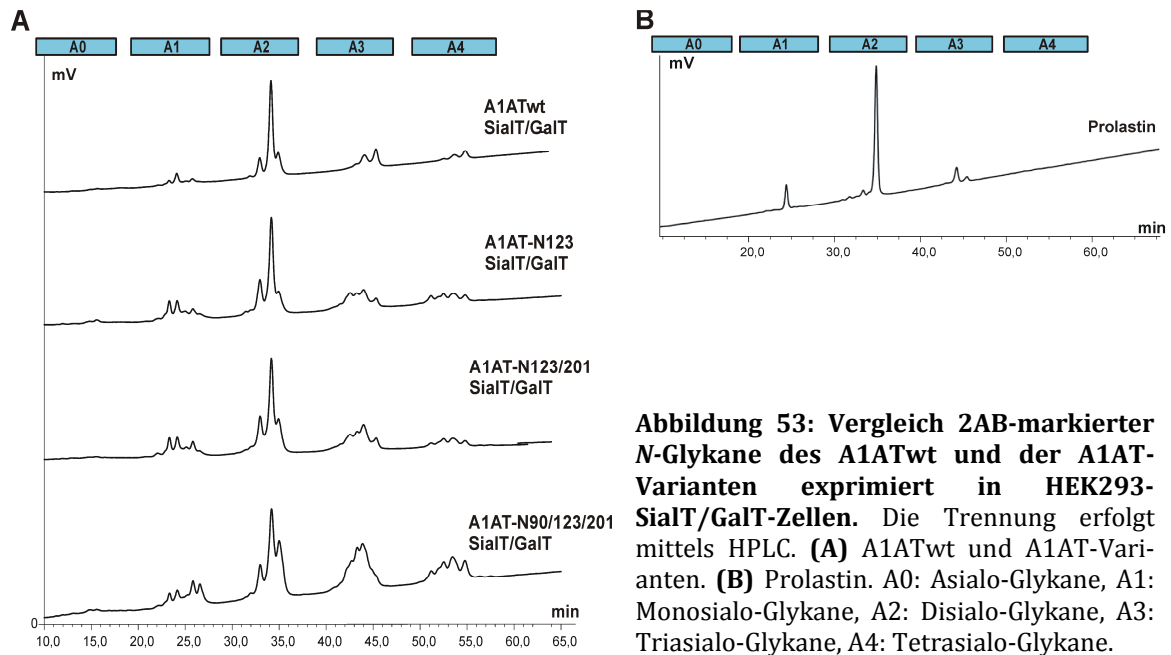 A
A0 A1 A2 A3 A4
mV
A1ATwt
SialT/GalT
A1AT-N123
SialT/GalT
A1AT-N123/201
SialT/GalT
A1AT-N90/123/201
SialT/GalT
min
0
10,0 15,0 20,0 25,0 30,0 35,0 40,0 45,0 50,0 55,0 60,0 65,0
B
A0 A1 A2 A3 A4
mV
Prolastin
min
20,0 30,0 40,0 50,0 60,0
Abbildung 53: Vergleich 2AB-markierter
N-Glykane des A1ATwt und der A1AT-
Varianten exprimiert in HEK293-
SialT/GalT-Zellen. Die Trennung erfolgt
mittels HPLC. (A) A1ATwt und A1AT-Vari-
anten. (B) Prolastin. A0: Asialo-Glykane, A1:
Monosialo-Glykane, A2: Disialo-Glykane, A3:
Triasialo-Glykane, A4: Tetrasialo-Glykane.